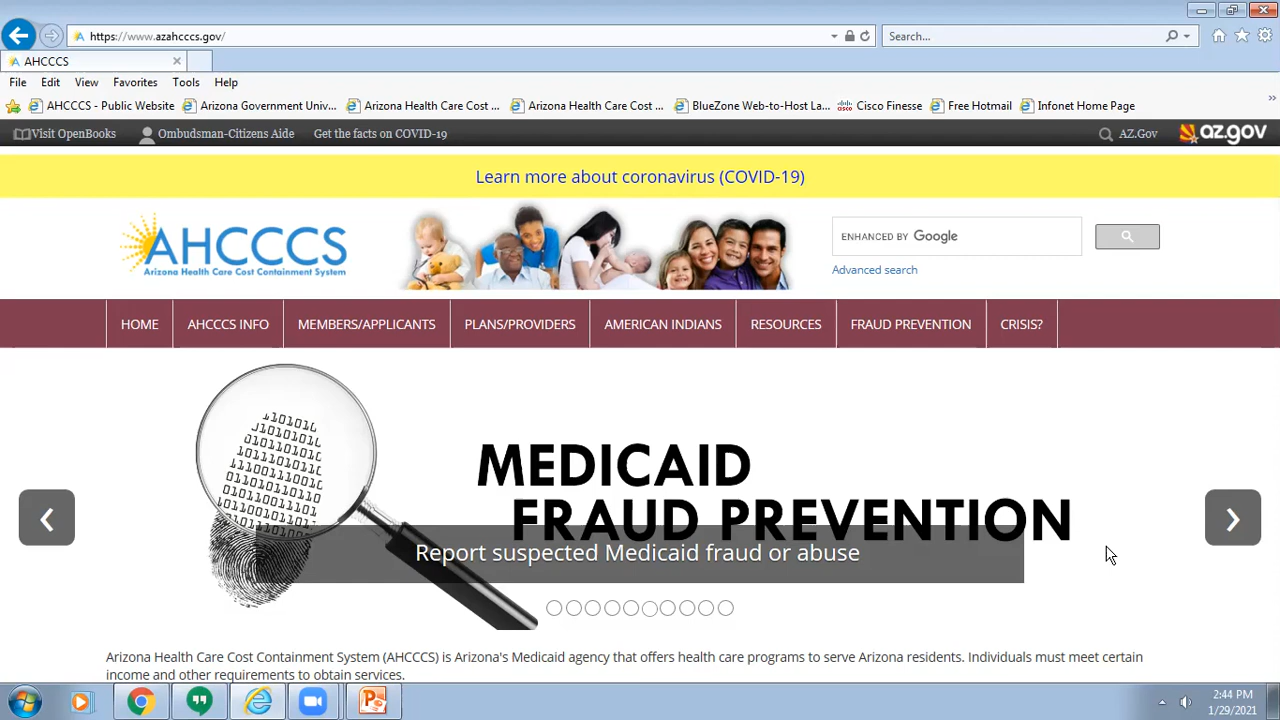 https://www.azahcccs.gov/
Search...
AHCCCS
File Edit View Favorites Tools Help
AHCCCS - Public Website Arizona Government Univ... Arizona Health Care Cost ... Arizona Health Care Cost ... BlueZone Web-to-Host La... Cisco Finesse Free Hotmail Infonet Home Page
Visit OpenBooks Ombudsman-Citizens Aide Get the facts on COVID-19 AZ.Gov az.gov
Learn more about coronavirus (COVID-19)
AHCCCS
Arizona Health Care Cost Containment System
ENHANCED BY Google
Advanced search
HOME AHCCCS INFO MEMBERS/APPLICANTS PLANS/PROVIDERS AMERICAN INDIANS RESOURCES FRAUD PREVENTION CRISIS?
MEDICAID
FRAUD PREVENTION
Report suspected Medicaid fraud or abuse
Arizona Health Care Cost Containment System (AHCCCS) is Arizona's Medicaid agency that offers health care programs to serve Arizona residents. Individuals must meet certain
income and other requirements to obtain services.
2:44 PM
1/29/2021